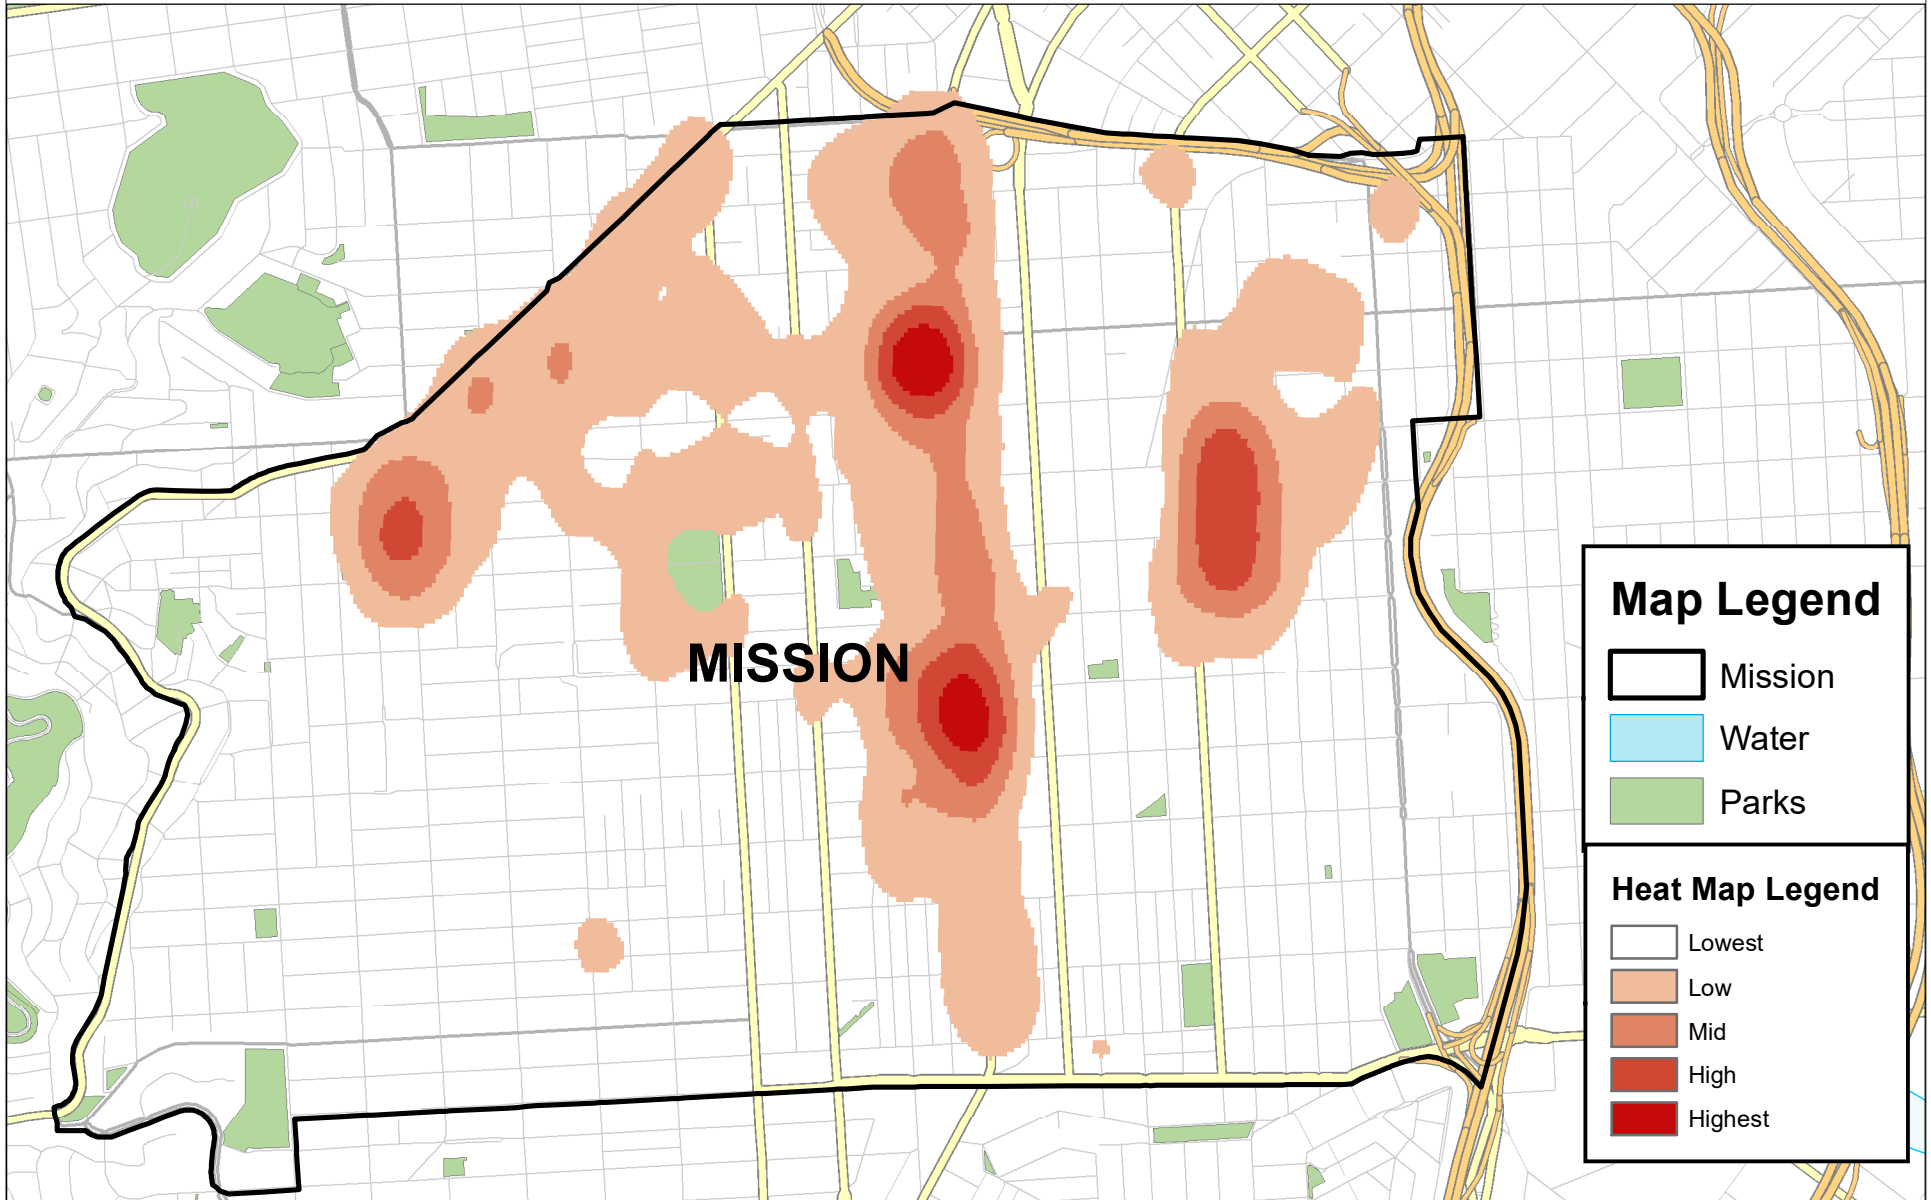 MISSION
Map Legend
Mission
Water
Parks
Heat Map Legend
Lowest
Low
Mid
High
Highest